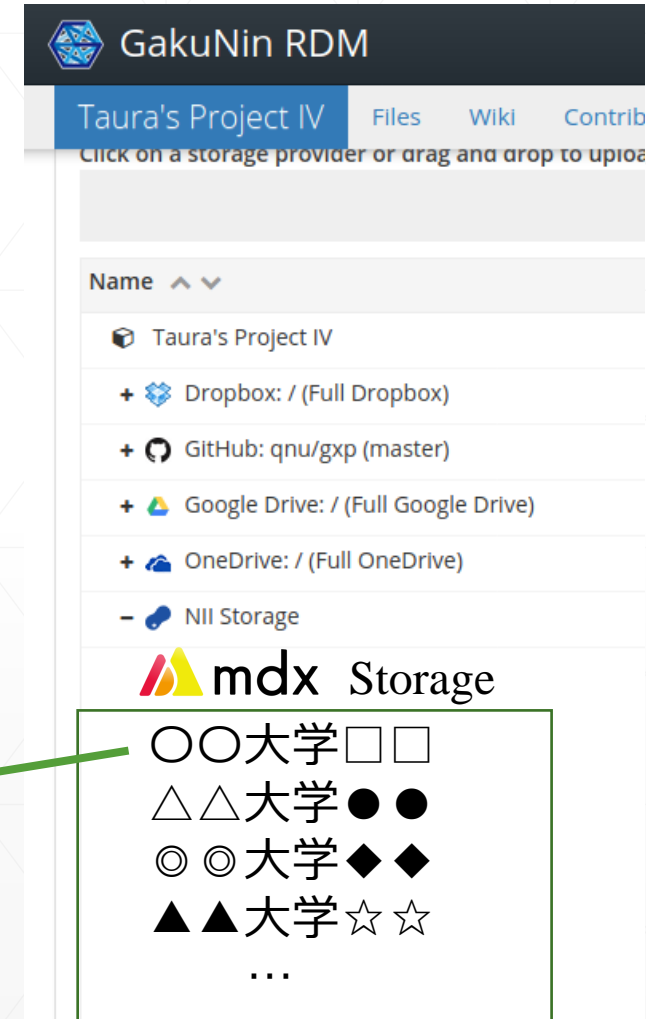 GakuNin RDM
Taura's Project IV Files Wiki Contrib
Click on a storage provider or drag and drop to uploa
Name
Taura's Project IV
+ Dropbox: / (Full Dropbox)
+ GitHub: qnu/gxp (master)
+ Google Drive: / (Full Google Drive)
+ OneDrive: / (Full OneDrive)
− NII Storage
mdx Storage
〇〇大学□□
△△大学●●
◎◎大学◆◆
▲▲大学☆☆
…